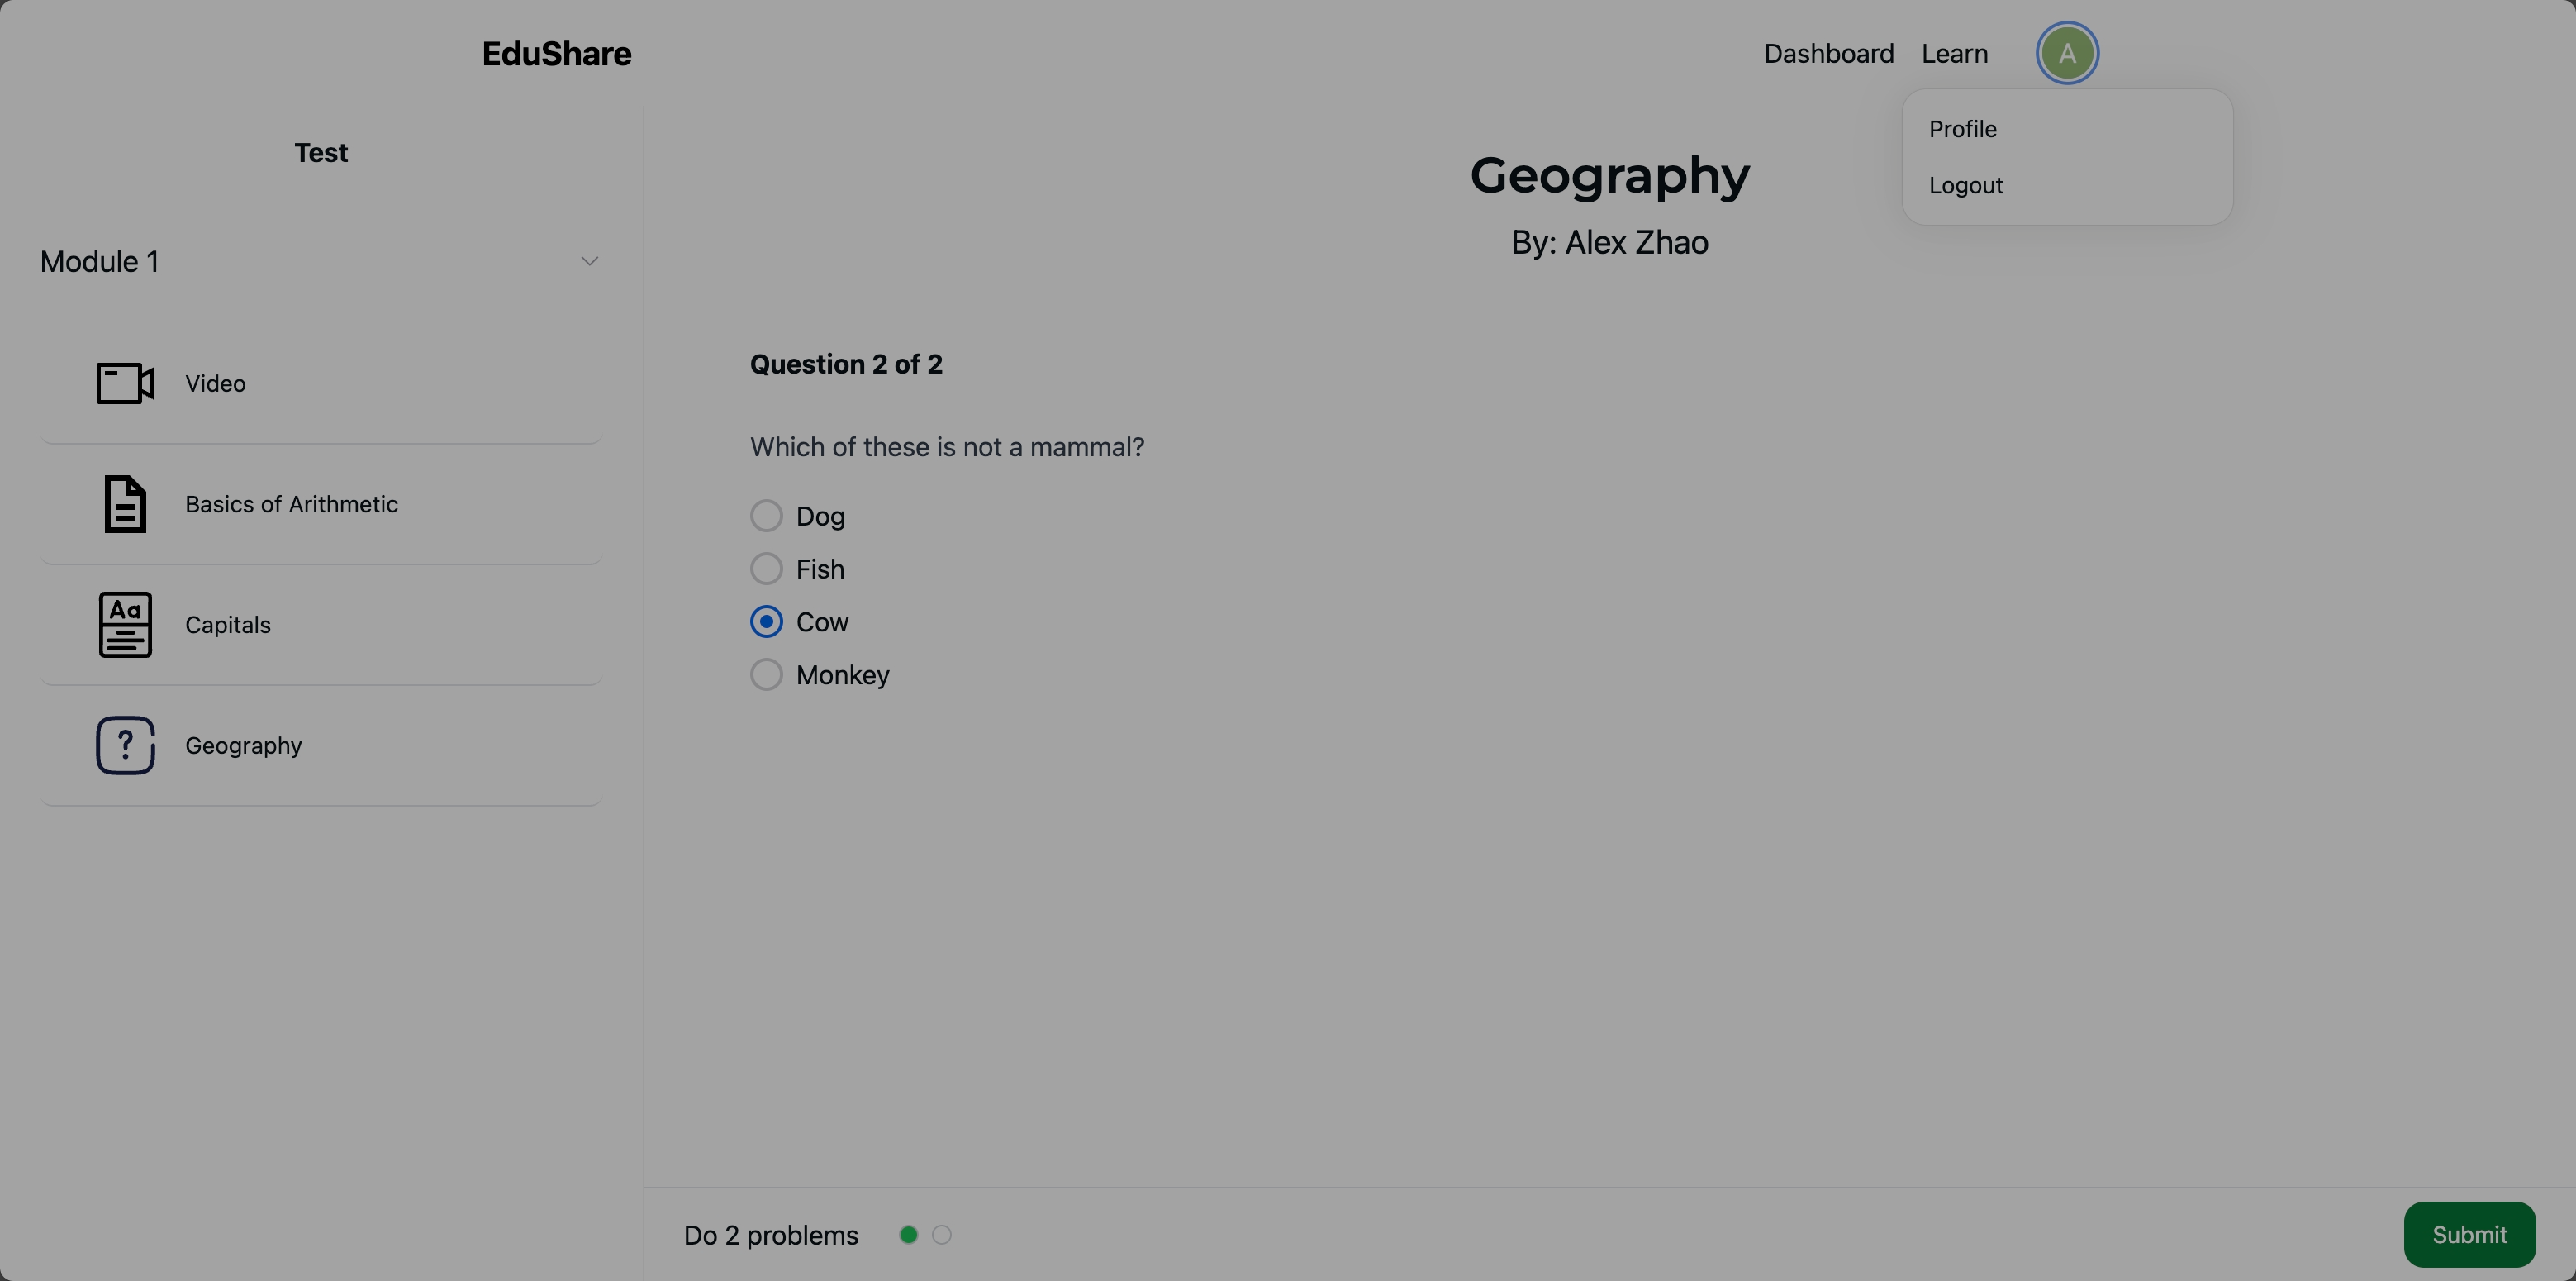 EduShare
Dashboard
Learn
A
Profile
Logout
Test
Module 1
Video
Basics of Arithmetic
Aa
Capitals
?
Geography
Geography
By: Alex Zhao
Question 2 of 2
Which of these is not a mammal?
Dog
Fish
Cow
Monkey
Do 2 problems
Submit